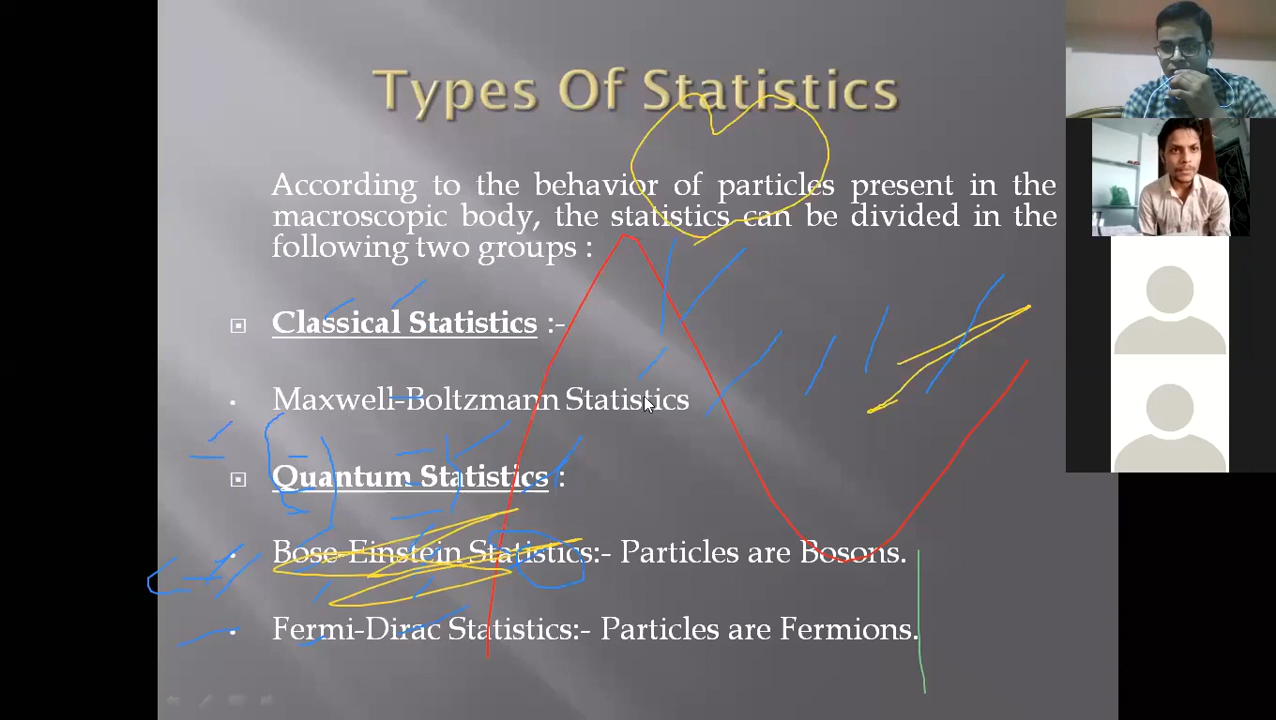 Types Of Statistics
According to the behavior of particles present in the
macroscopic body, the statistics can be divided in the
following two groups :
Classical Statistics :-
Maxwell-Boltzmann Statistics
Quantum Statistics :
Bose-Einstein Statistics:- Particles are Bosons.
Fermi-Dirac Statistics:- Particles are Fermions.